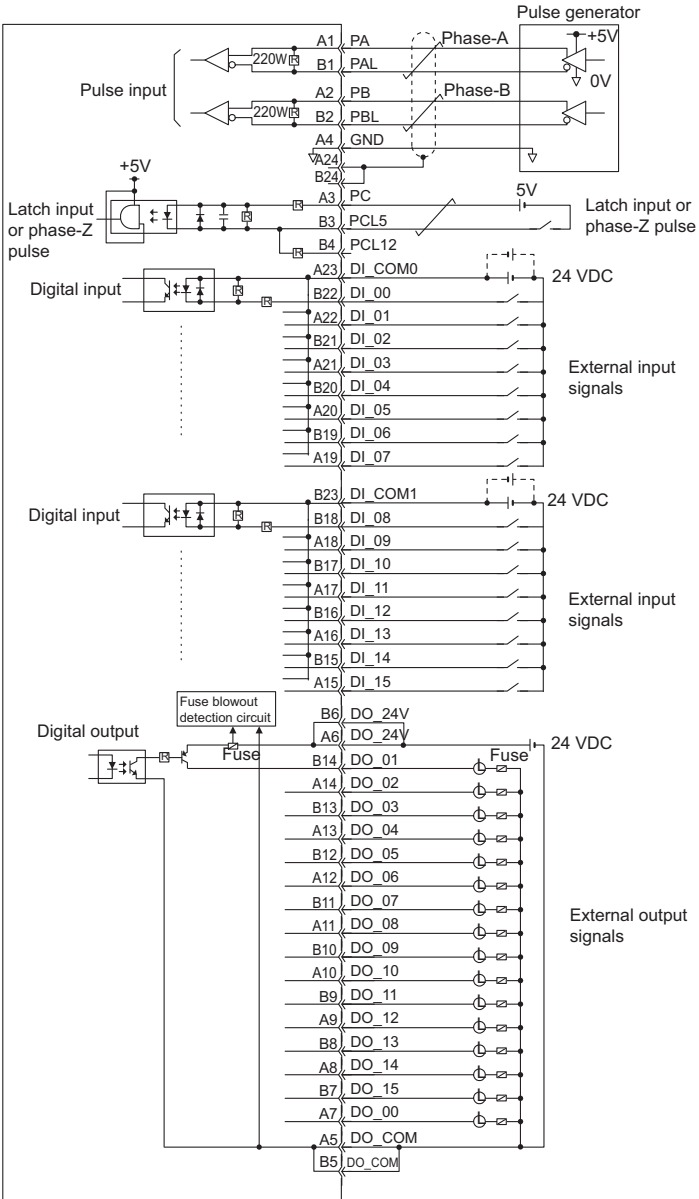 Pulse generator
+5V
0V
Pulse input
220W R
A1 PA Phase-A
B1 PAL
220W R
A2 PB Phase-B
B2 PBL
A4 GND
A24
B24
+5V
Latch input
or phase-Z
pulse
R
R
R
A3 PC
B3 PCL5
B4 PCL12
5V
Latch input or
phase-Z pulse
Digital input
R
R
A23 DI_COM0
24 VDC
B22 DI_00
A22 DI_01
B21 DI_02
A21 DI_03
B20 DI_04
A20 DI_05
B19 DI_06
A19 DI_07
External input
signals
Digital input
R
R
B23 DI_COM1
24 VDC
B18 DI_08
A18 DI_09
B17 DI_10
A17 DI_11
B16 DI_12
A16 DI_13
B15 DI_14
A15 DI_15
External input
signals
Fuse blowout
detection circuit
Digital output
R
Fuse
B6 DO_24V
A6 DO_24V
24 VDC
Fuse
B14 DO_01 L
A14 DO_02 L
B13 DO_03 L
A13 DO_04 L
B12 DO_05 L
A12 DO_06 L
B11 DO_07 L
A11 DO_08 L
B10 DO_09 L
A10 DO_10 L
B9 DO_11 L
A9 DO_12 L
B8 DO_13 L
A8 DO_14 L
B7 DO_15 L
A7 DO_00 L
External output
signals
A5 DO_COM
B5 DO_COM